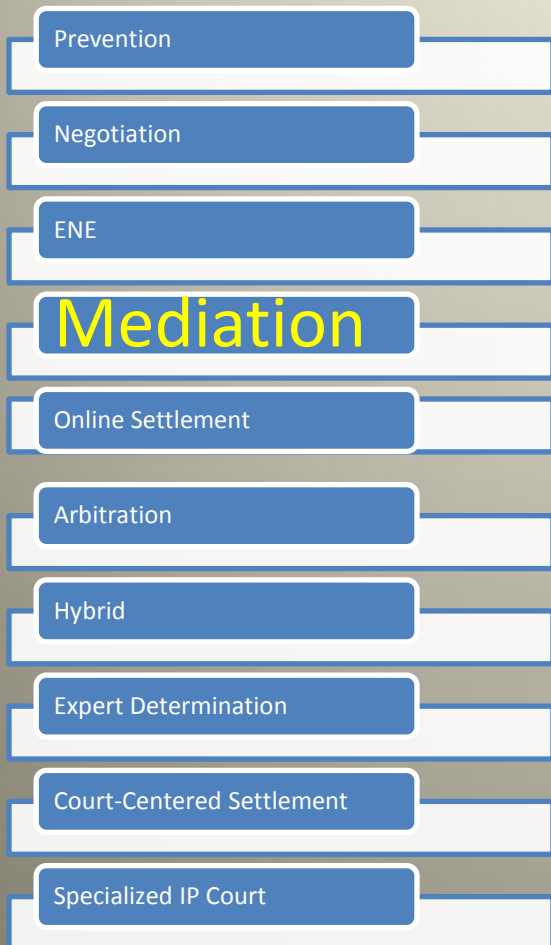 Prevention
Negotiation
ENE
Mediation
Online Settlement
Arbitration
Hybrid
Expert Determination
Court-Centered Settlement
Specialized IP Court